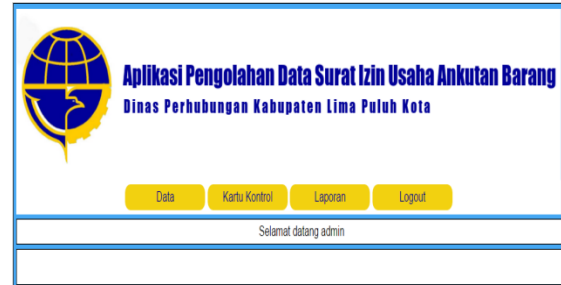 Aplikasi Pengolahan Data Surat Izin Usaha Ankutan Barang
Dinas Perhubungan Kabupaten Lima Puluh Kota
Data Kartu Kontrol Laporan Logout
Selamat datang admin